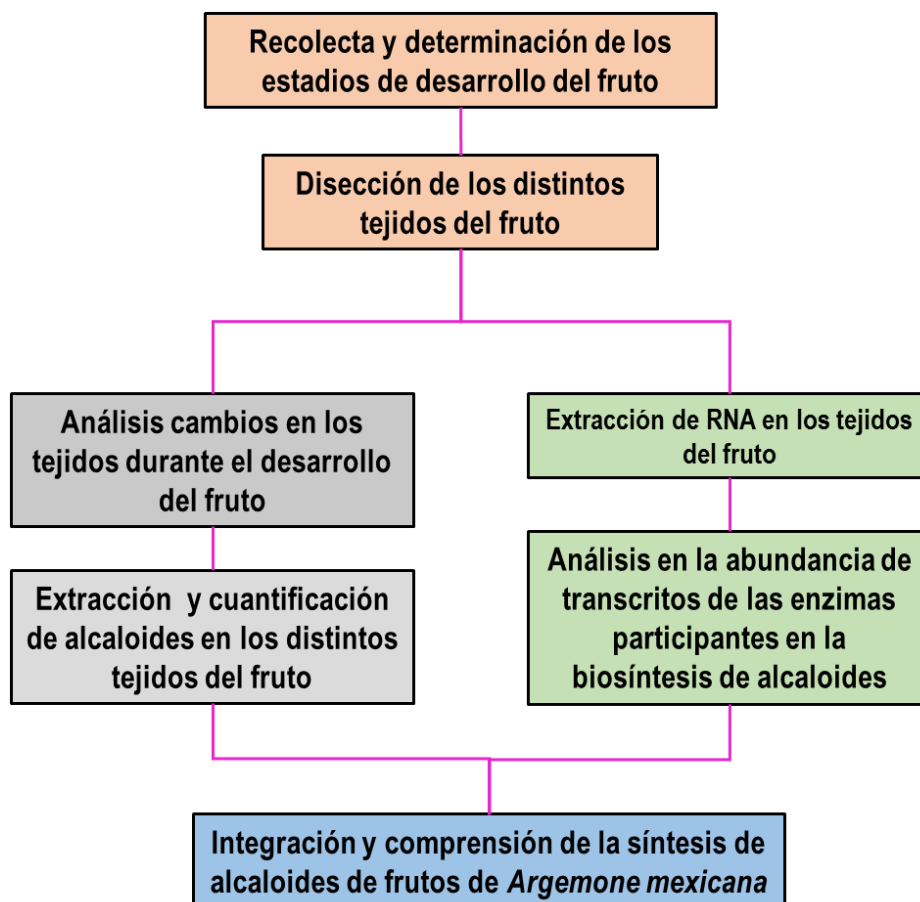 Recolecta y determinación de los
estadios de desarrollo del fruto
Disección de los distintos
tejidos del fruto
Análisis cambios en los
tejidos durante el desarrollo
del fruto
Extracción de RNA en los tejidos
del fruto
Extracción y cuantificación
de alcaloides en los distintos
tejidos del fruto
Análisis en la abundancia de
transcritos de las enzimas
participantes en la
biosíntesis de alcaloides
Integración y comprensión de la síntesis de
alcaloides de frutos de Argemone mexicana